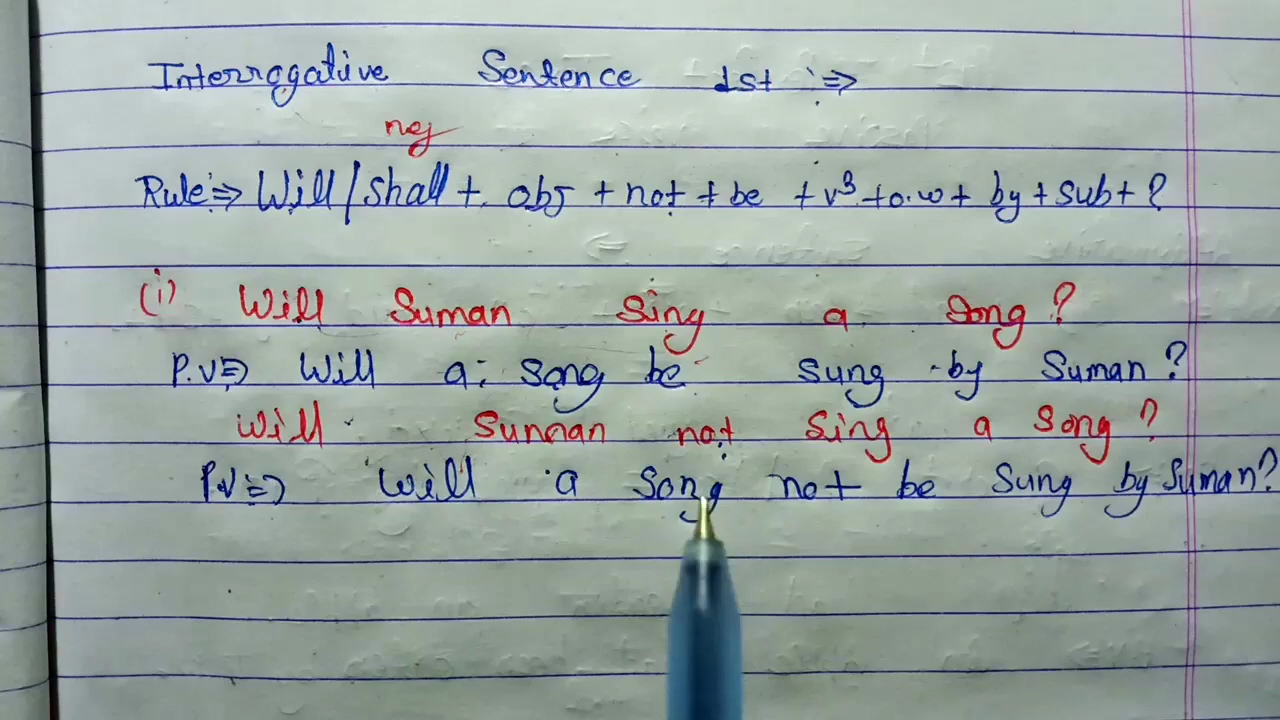 Interrogative Sentence 1st :⇒
neg
Rule:⇒ Will/Shall + obj + not + be + v³ + o.w + by + sub + ?
(i) Will Suman Sing a Song?
P.V⇒ Will a song be sung by Suman?
Will Suman not Sing a Song?
P.V⇒ Will a Song not be Sung by Suman?